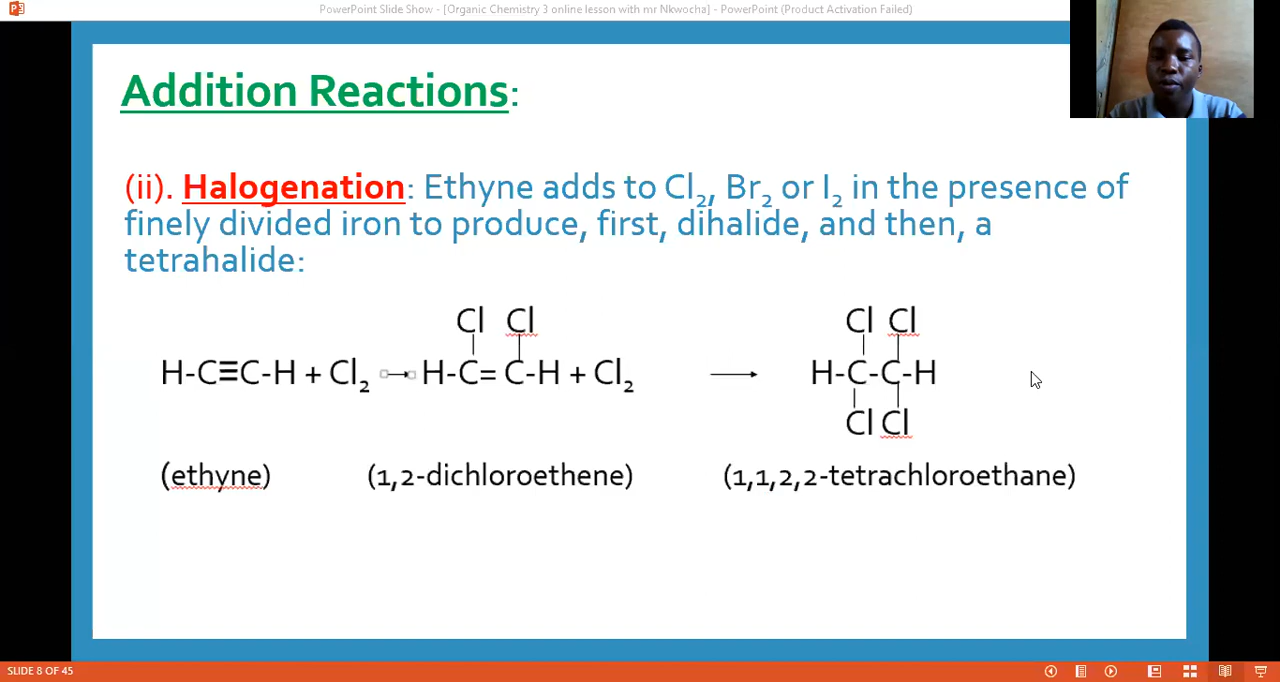 PowerPoint Slide Show - [Organic Chemistry 3 online lesson with mr Nkwocha] - PowerPoint (Product Activation Failed)
Addition Reactions:
(ii). Halogenation: Ethyne adds to Cl₂, Br₂ or I₂ in the presence of
finely divided iron to produce, first, dihalide, and then, a
tetrahalide:
Cl Cl Cl Cl
H-C≡C-H + Cl₂ → H-C= C-H + Cl₂ → H-C-C-H
Cl Cl
(ethyne) (1,2-dichloroethene) (1,1,2,2-tetrachloroethane)
SLIDE 8 OF 45